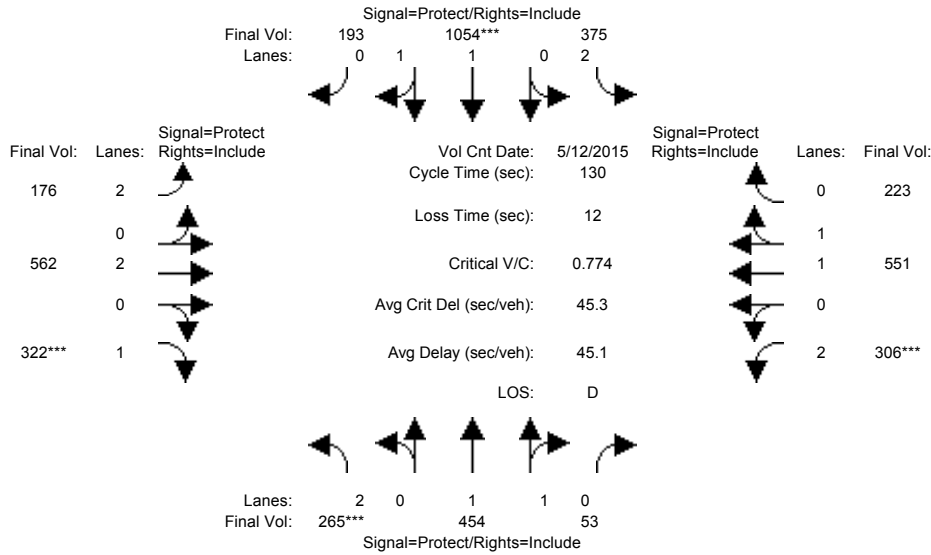 Signal=Protect/Rights=Include
Final Vol: 193 1054*** 375
Lanes: 0 1 1 0 2
Signal=Protect
Final Vol: Lanes: Rights=Include
Vol Cnt Date: 5/12/2015
Signal=Protect
Rights=Include Lanes: Final Vol:
Cycle Time (sec): 130
176 2
0 223
Loss Time (sec): 12
0
1
562 2
Critical V/C: 0.774
1 551
0
Avg Crit Del (sec/veh): 45.3
0
322*** 1
Avg Delay (sec/veh): 45.1
2 306***
LOS: D
Lanes: 2 0 1 1 0
Final Vol: 265*** 454 53
Signal=Protect/Rights=Include